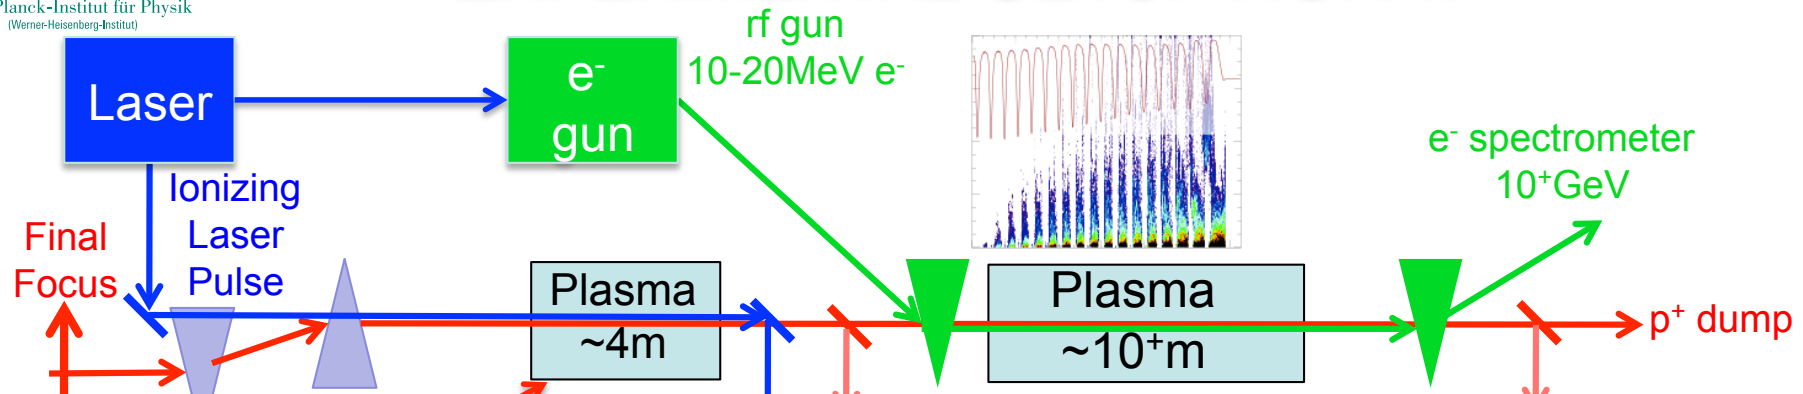 Planck-Institut für Physik
(Werner-Heisenberg-Institut)
Laser
e-
gun
rf gun
10-20MeV e-
e- spectrometer
10+GeV
Ionizing
Laser
Pulse
Final
Focus
Plasma
~4m
Plasma
~10+m
p+ dump